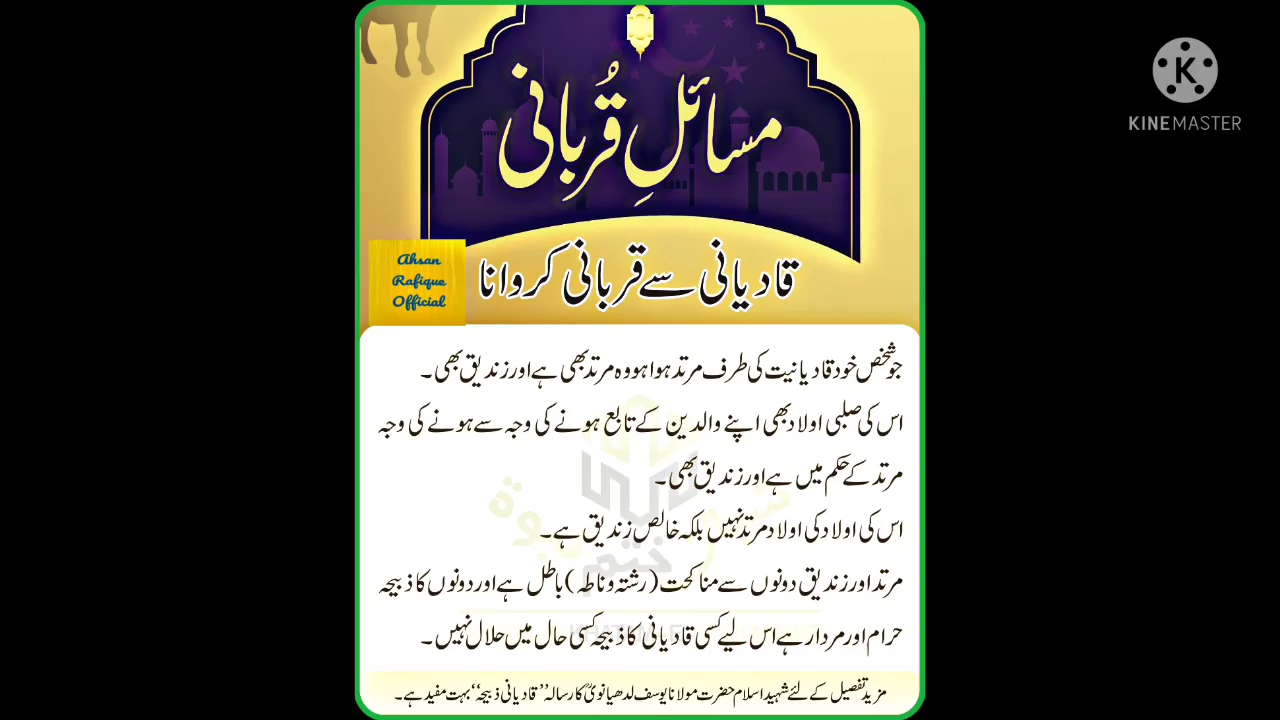 مسائلِ قُربانی
KINEMASTER
قادیانی سے قربانی کروانا
Ahsan
Rafique
Official
جو شخص خود قادیانیت کی طرف مرتد ہوا ہو وہ مرتد بھی ہے اور زندیق بھی۔
اس کی صلبی اولاد بھی اپنے والدین کے تابع ہونے کی وجہ سے ہونے کی وجہ
مرتد کے حکم میں ہے اور زندیق بھی۔
اس کی اولاد کی اولاد مرتد نہیں بلکہ خالص زندیق ہے۔
مرتد اور زندیق دونوں سے مناکحت (رشتہ و ناطہ) باطل ہے اور دونوں کا ذبیحہ
حرام اور مردار ہے اس لیے کسی قادیانی کا ذبیحہ کسی حال میں حلال نہیں۔
مزید تفصیل کے لئے شہید اسلام حضرت مولانا یوسف لدھیانویؒ کا رسالہ "قادیانی ذبیحہ" بہت مفید ہے۔